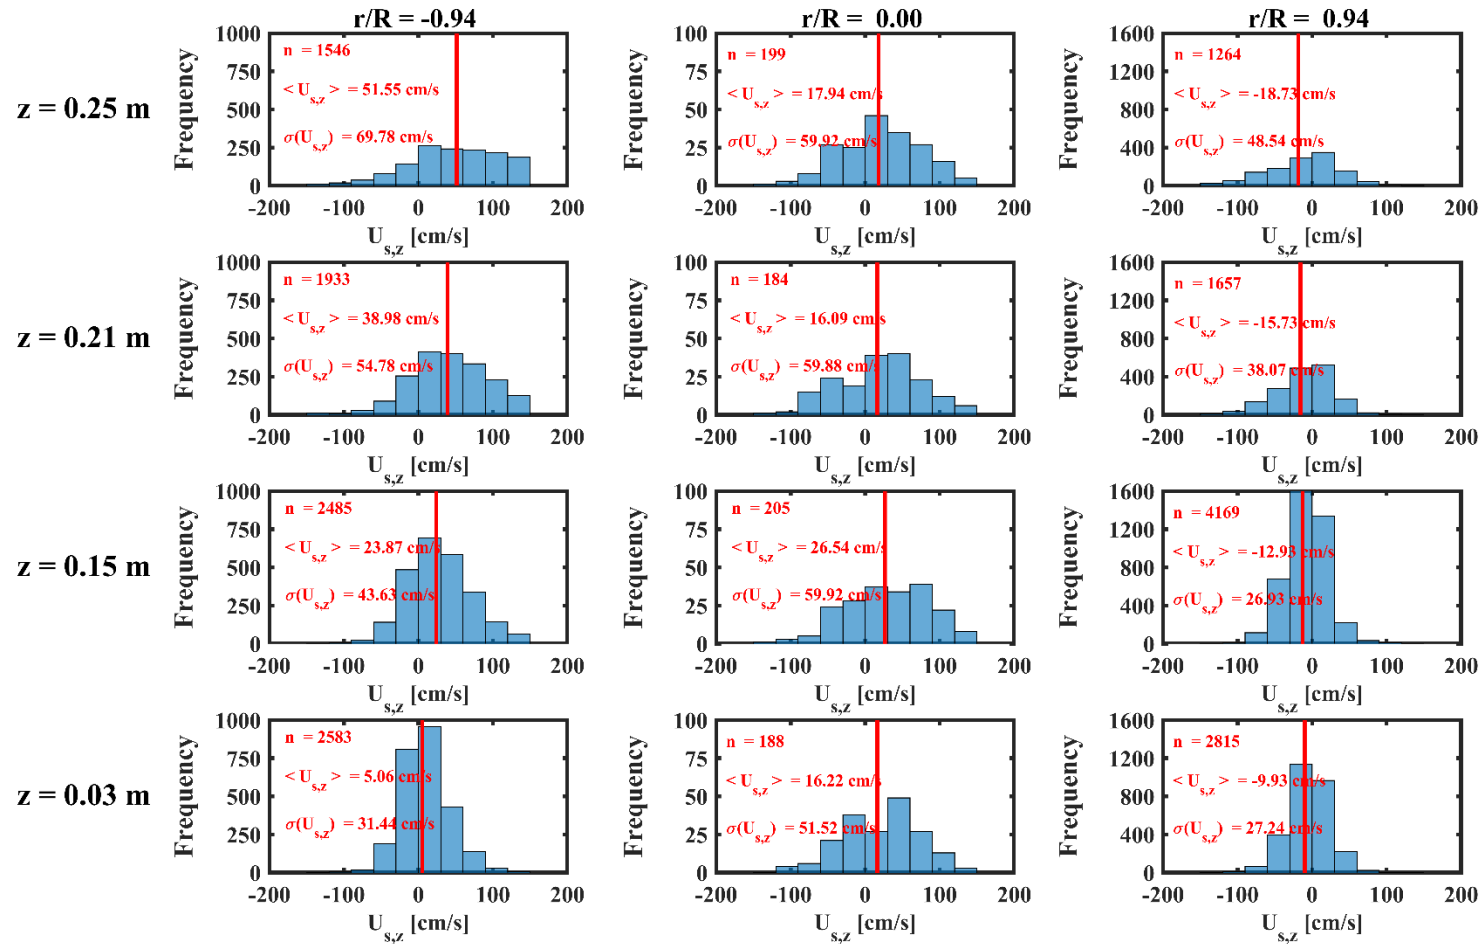 r/R = -0.94
r/R = 0.00
r/R = 0.94
z = 0.25 m
Frequency
1000
750
500
250
0
n = 1546
< U_s,z > = 51.55 cm/s
σ(U_s,z) = 69.78 cm/s
-200 -100 0 100 200
U_s,z [cm/s]
Frequency
100
75
50
25
0
n = 199
< U_s,z > = 17.94 cm/s
σ(U_s,z) = 59.92 cm/s
-200 -100 0 100 200
U_s,z [cm/s]
Frequency
1600
1200
800
400
0
n = 1264
< U_s,z > = -18.73 cm/s
σ(U_s,z) = 48.54 cm/s
-200 -100 0 100 200
U_s,z [cm/s]
z = 0.21 m
Frequency
1000
750
500
250
0
n = 1933
< U_s,z > = 38.98 cm/s
σ(U_s,z) = 54.78 cm/s
-200 -100 0 100 200
U_s,z [cm/s]
Frequency
100
75
50
25
0
n = 184
< U_s,z > = 16.09 cm/s
σ(U_s,z) = 59.88 cm/s
-200 -100 0 100 200
U_s,z [cm/s]
Frequency
1600
1200
800
400
0
n = 1657
< U_s,z > = -15.73 cm/s
σ(U_s,z) = 38.07 cm/s
-200 -100 0 100 200
U_s,z [cm/s]
z = 0.15 m
Frequency
1000
750
500
250
0
n = 2485
< U_s,z > = 23.87 cm/s
σ(U_s,z) = 43.63 cm/s
-200 -100 0 100 200
U_s,z [cm/s]
Frequency
100
75
50
25
0
n = 205
< U_s,z > = 26.54 cm/s
σ(U_s,z) = 59.92 cm/s
-200 -100 0 100 200
U_s,z [cm/s]
Frequency
1600
1200
800
400
0
n = 4169
< U_s,z > = -12.93 cm/s
σ(U_s,z) = 26.93 cm/s
-200 -100 0 100 200
U_s,z [cm/s]
z = 0.03 m
Frequency
1000
750
500
250
0
n = 2583
< U_s,z > = 5.06 cm/s
σ(U_s,z) = 31.44 cm/s
-200 -100 0 100 200
U_s,z [cm/s]
Frequency
100
75
50
25
0
n = 188
< U_s,z > = 16.22 cm/s
σ(U_s,z) = 51.52 cm/s
-200 -100 0 100 200
U_s,z [cm/s]
Frequency
1600
1200
800
400
0
n = 2815
< U_s,z > = -9.93 cm/s
σ(U_s,z) = 27.24 cm/s
-200 -100 0 100 200
U_s,z [cm/s]